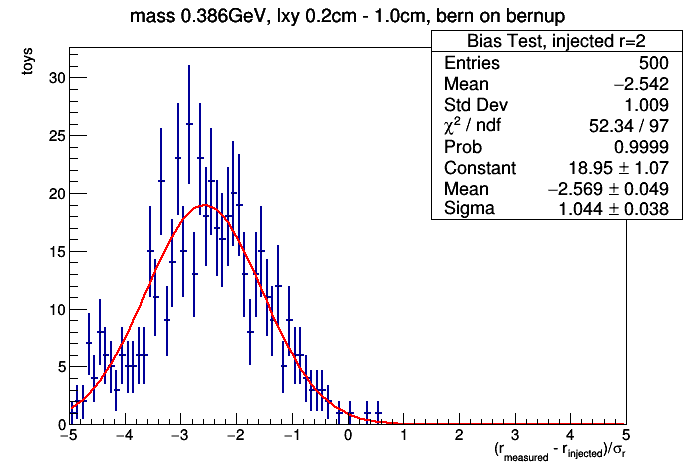 mass 0.386GeV, lxy 0.2cm - 1.0cm, bern on bernup
toys
Bias Test, injected r=2
Entries 500
Mean −2.542
Std Dev 1.009
χ² / ndf 52.34 / 97
Prob 0.9999
Constant 18.95 ± 1.07
Mean −2.569 ± 0.049
Sigma 1.044 ± 0.038
30
25
20
15
10
5
0
−5 −4 −3 −2 −1 0 1 2 3 4 5
(r_measured - r_injected)/σ_r